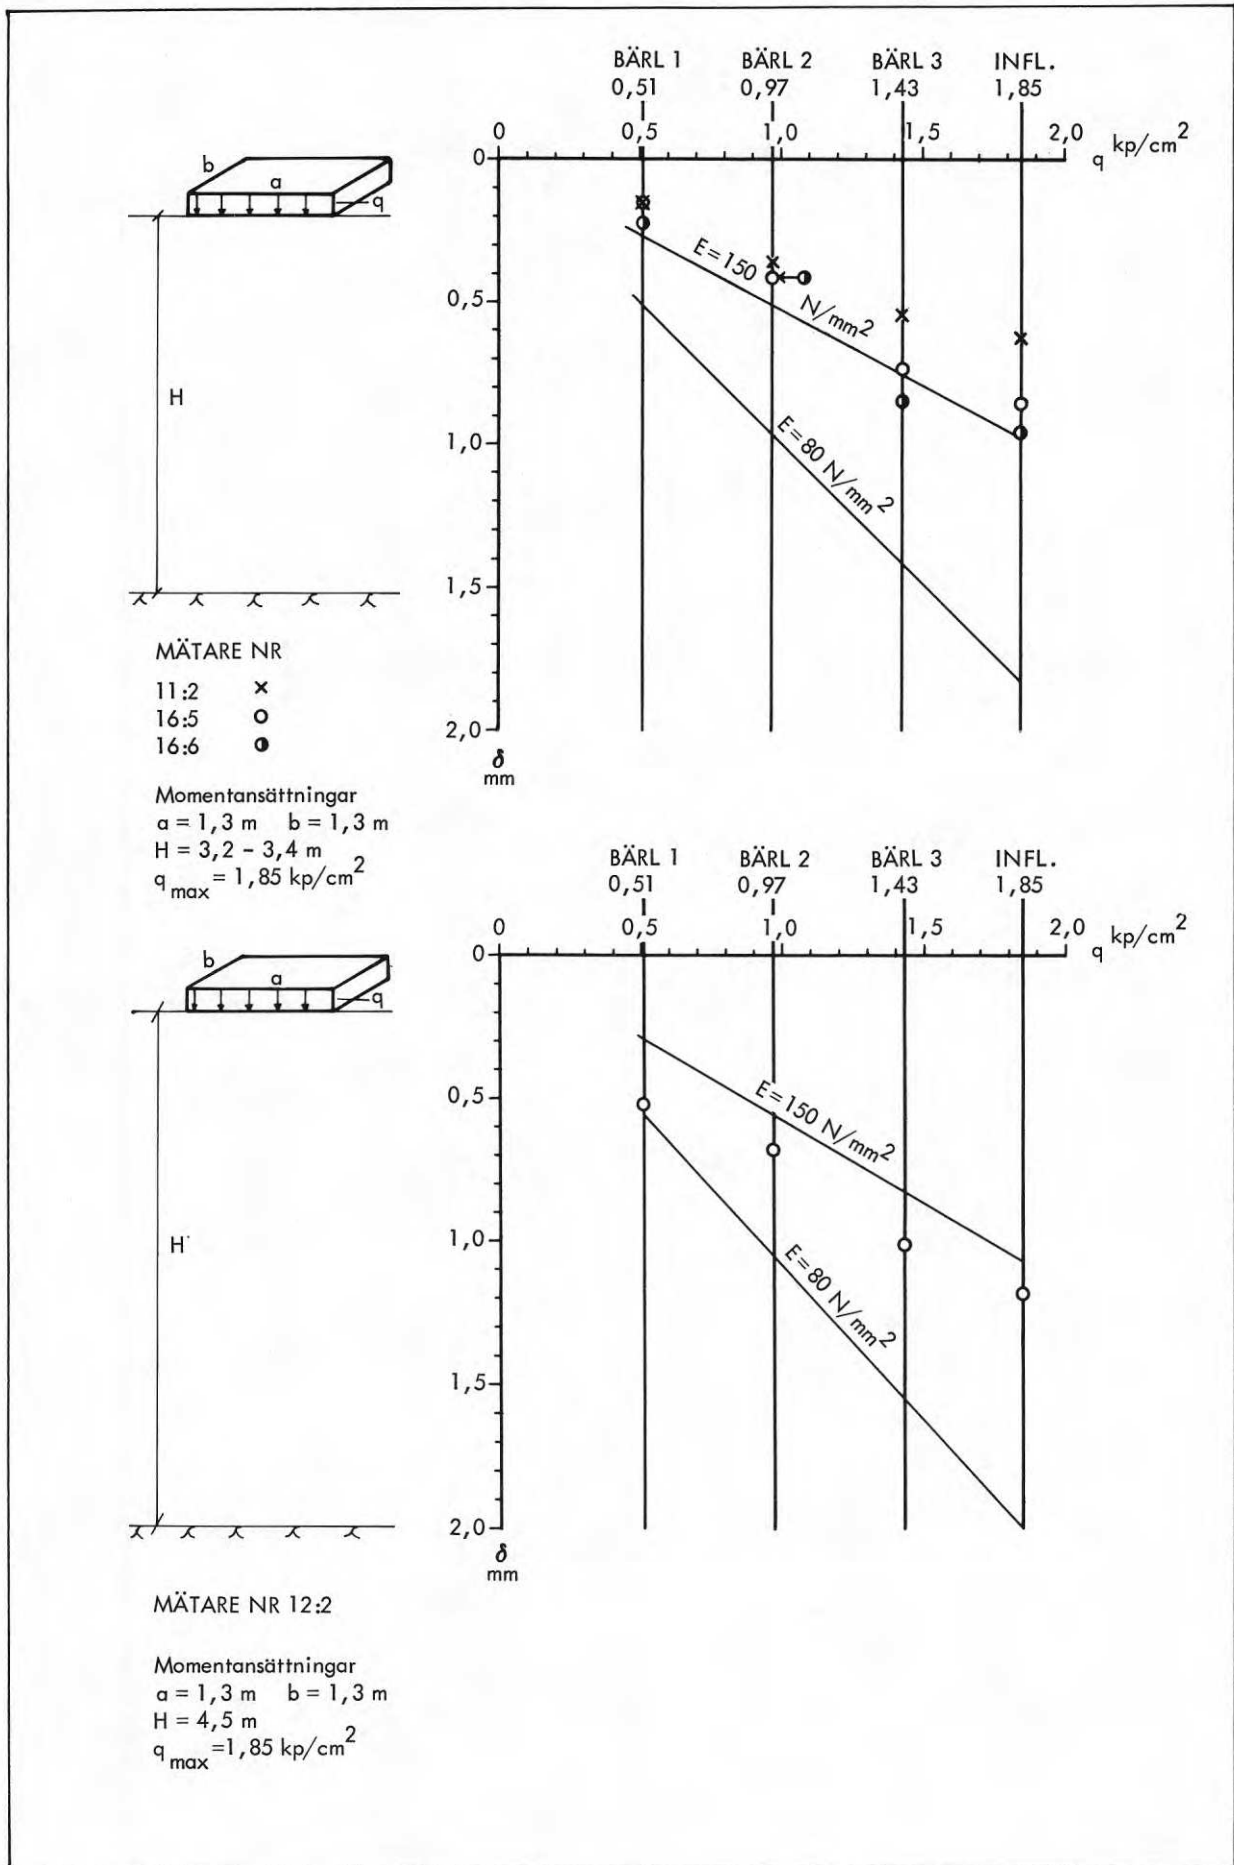 BÄRL 1 BÄRL 2 BÄRL 3 INFL.
0,51 0,97 1,43 1,85
0 0,5 1,0 1,5 2,0
q kp/cm²
0
0,5
1,0
1,5
2,0
δ
mm
E=150 N/mm²
E=80 N/mm²
b
a
q
H
MÄTARE NR
11:2 ×
16:5 ○
16:6 ◑
Momentansättningar
a = 1,3 m b = 1,3 m
H = 3,2 - 3,4 m
q max = 1,85 kp/cm²
BÄRL 1 BÄRL 2 BÄRL 3 INFL.
0,51 0,97 1,43 1,85
0 0,5 1,0 1,5 2,0
q kp/cm²
0
0,5
1,0
1,5
2,0
δ
mm
E=150 N/mm²
E=80 N/mm²
b
a
q
H
MÄTARE NR 12:2
Momentansättningar
a = 1,3 m b = 1,3 m
H = 4,5 m
q max =1,85 kp/cm²